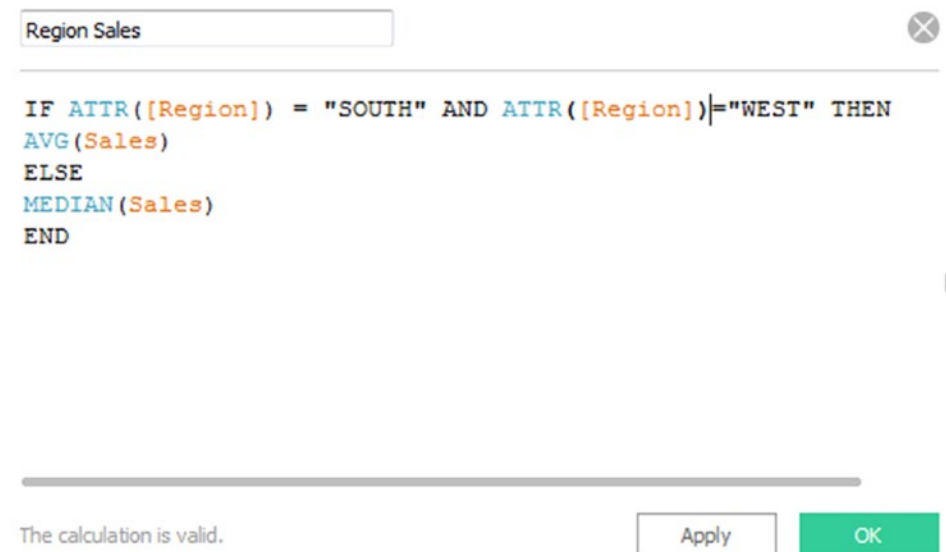 Region Sales
IF ATTR([Region]) = "SOUTH" AND ATTR([Region])="WEST" THEN
AVG(Sales)
ELSE
MEDIAN(Sales)
END
The calculation is valid.
Apply
OK